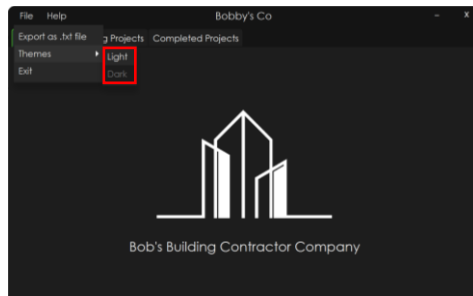 File Help Bobby's Co - x
Export as .txt file g Projects Completed Projects
Themes Light
Exit Dark
Bob's Building Contractor Company